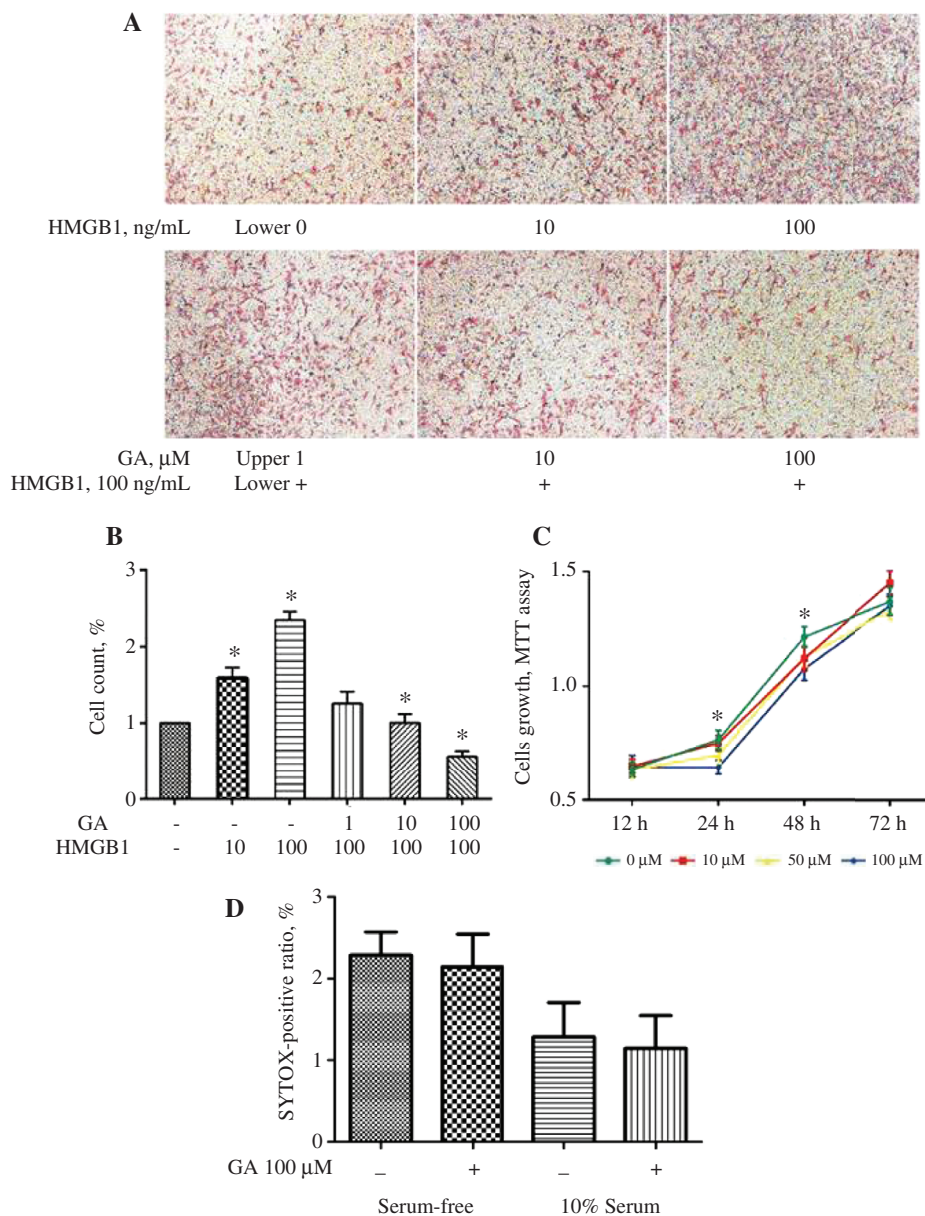 A
HMGB1, ng/mL Lower 0 10 100
GA, μM Upper 1 10 100
HMGB1, 100 ng/mL Lower + + +
B
Cell count, %
3
2
1
0
* * * *
GA - - - 1 10 100
HMGB1 - 10 100 100 100 100
C
Cells growth, MTT assay
1.5
1.0
0.5
* *
12 h 24 h 48 h 72 h
0 μM 10 μM 50 μM 100 μM
D
SYTOX-positive ratio, %
3
2
1
0
GA 100 μM – + – +
Serum-free 10% Serum